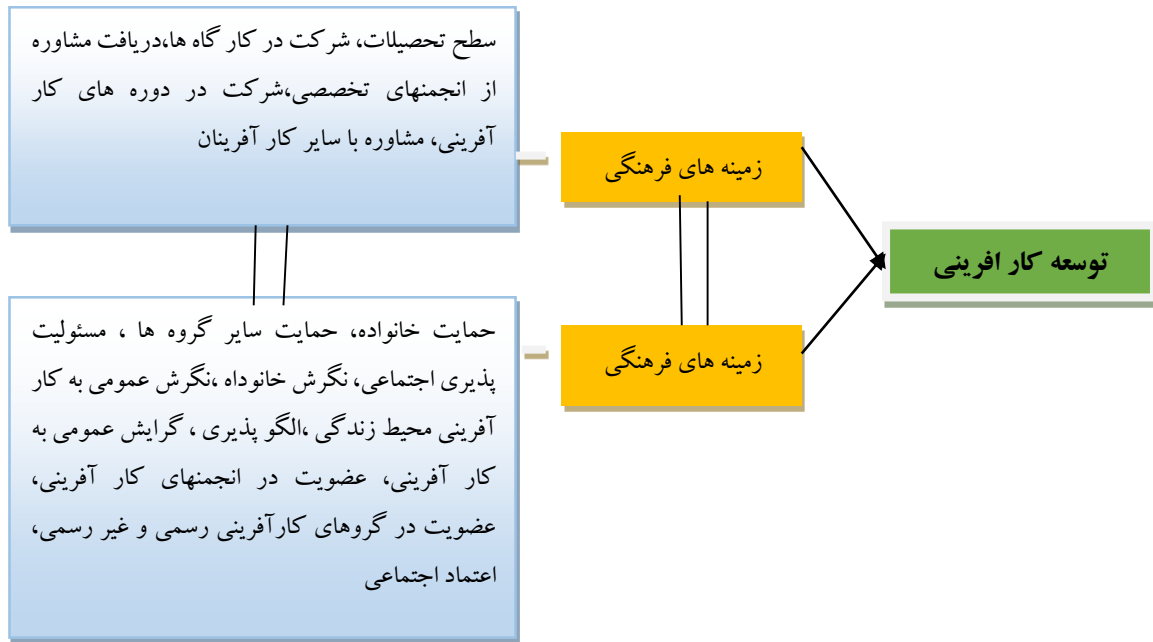 سطح تحصیلات، شرکت در کار گاه ها،دریافت مشاوره
از انجمنهای تخصصی،شرکت در دوره های کار
آفرینی، مشاوره با سایر کار آفرینان
زمینه های فرهنگی
توسعه کار افرینی
حمایت خانواده، حمایت سایر گروه ها ، مسئولیت
پذیری اجتماعی، نگرش خانوداه ،نگرش عمومی به کار
آفرینی محیط زندگی ،الگو پذیری ، گرایش عمومی به
کار آفرینی، عضویت در انجمنهای کار آفرینی،
عضویت در گروهای کارآفرینی رسمی و غیر رسمی،
اعتماد اجتماعی
زمینه های فرهنگی